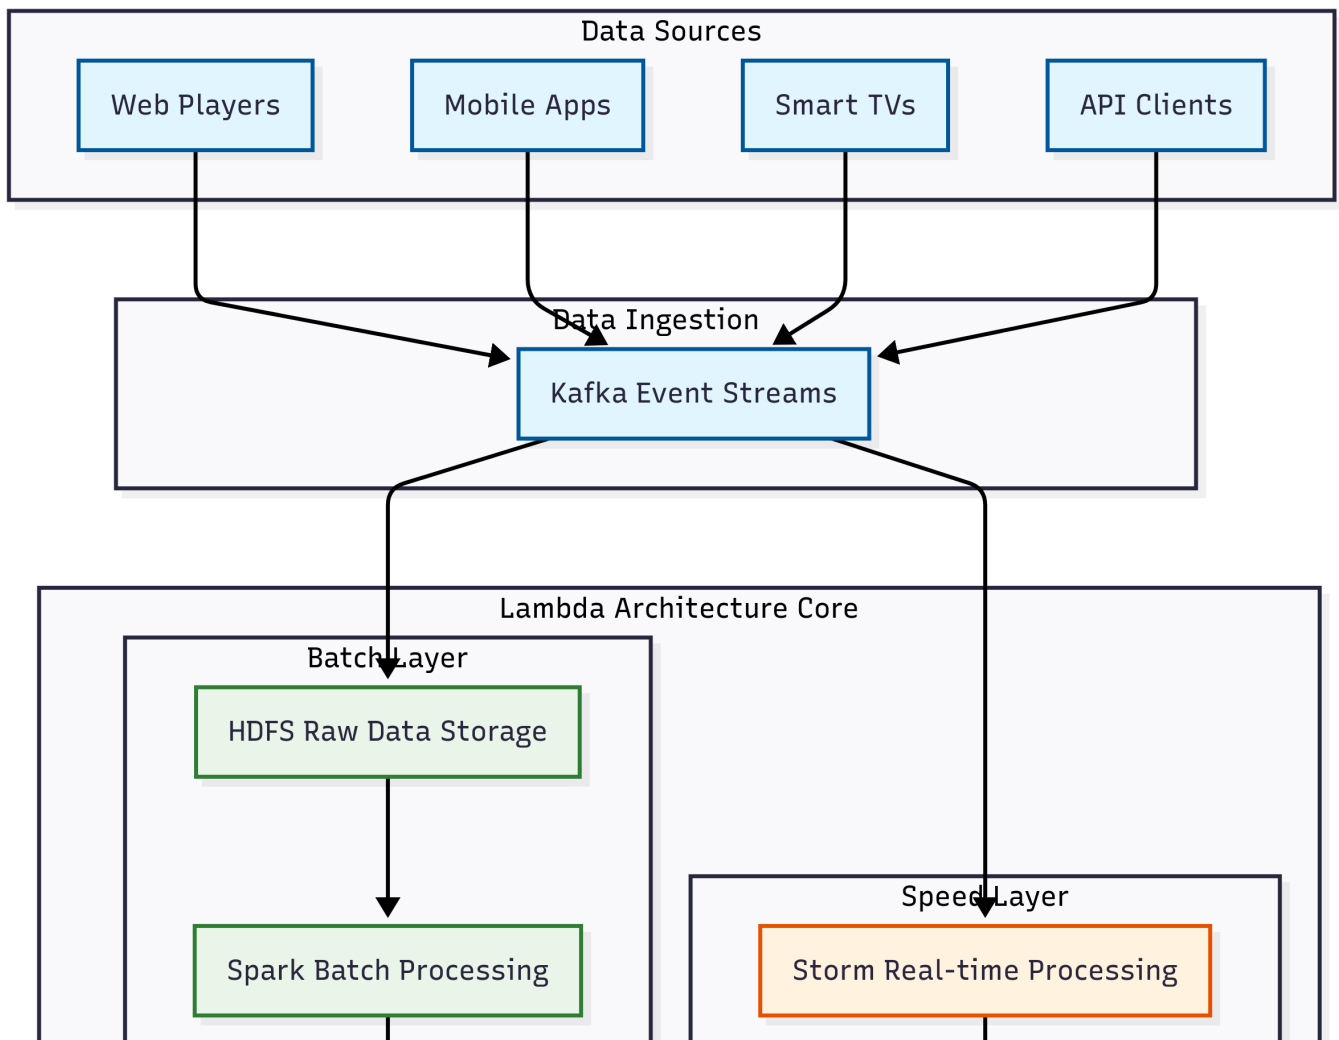 Data Sources
Web Players
Mobile Apps
Smart TVs
API Clients
Data Ingestion
Kafka Event Streams
Lambda Architecture Core
Batch Layer
HDFS Raw Data Storage
Speed Layer
Spark Batch Processing
Storm Real-time Processing